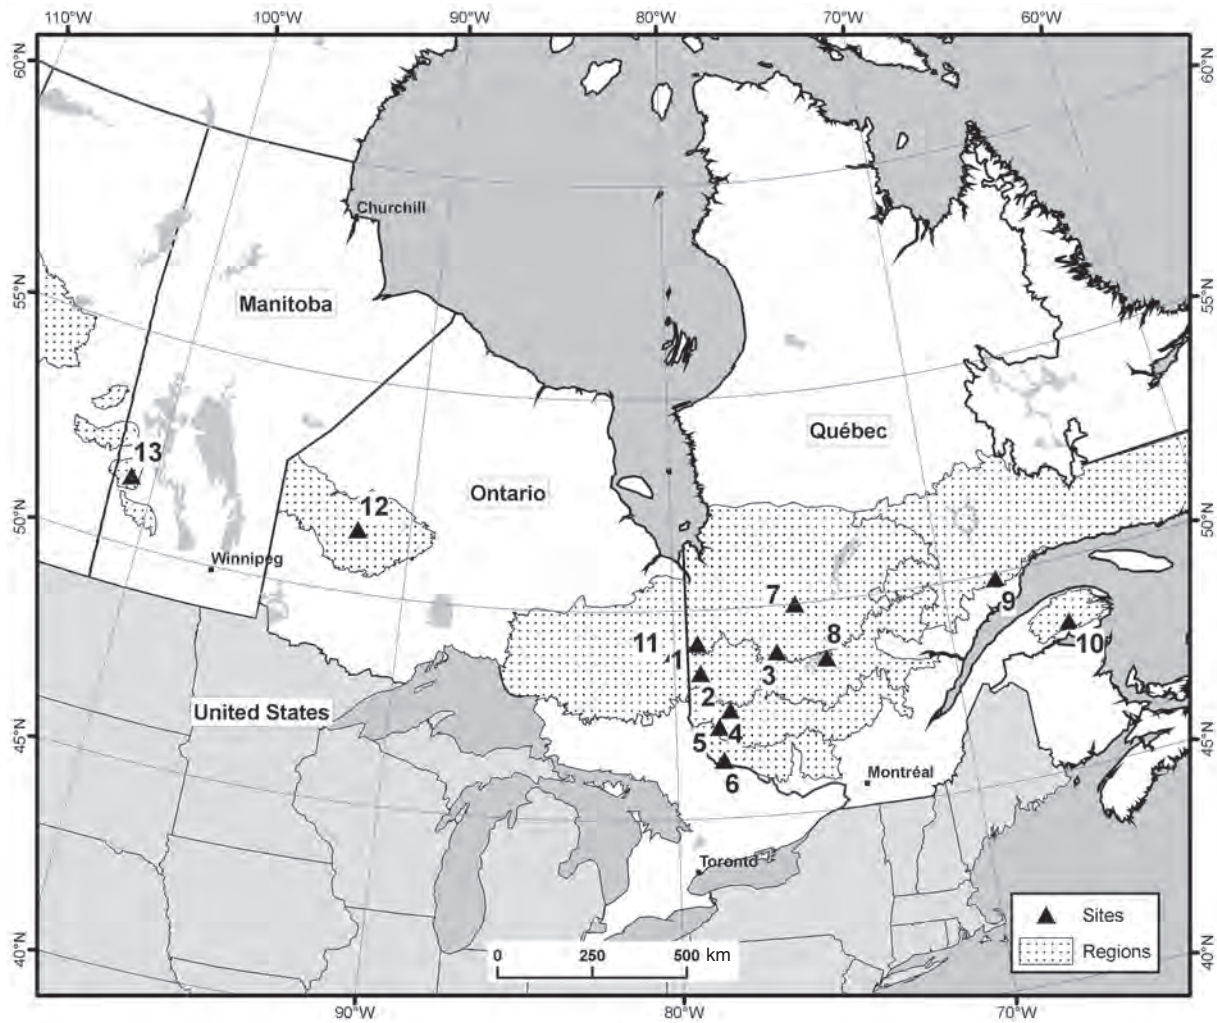 110°W 100°W 90°W 80°W 70°W 60°W
60°N
60°N
Churchill
Manitoba
55°N
55°N
Québec
13
Ontario
12
50°N
50°N
Winnipeg
7
9
11
8
10
1
3
2
United States
5
4
45°N
45°N
6
Montréal
Toronto
Sites
Regions
0 250 500 km
40°N
40°N
90°W 80°W 70°W